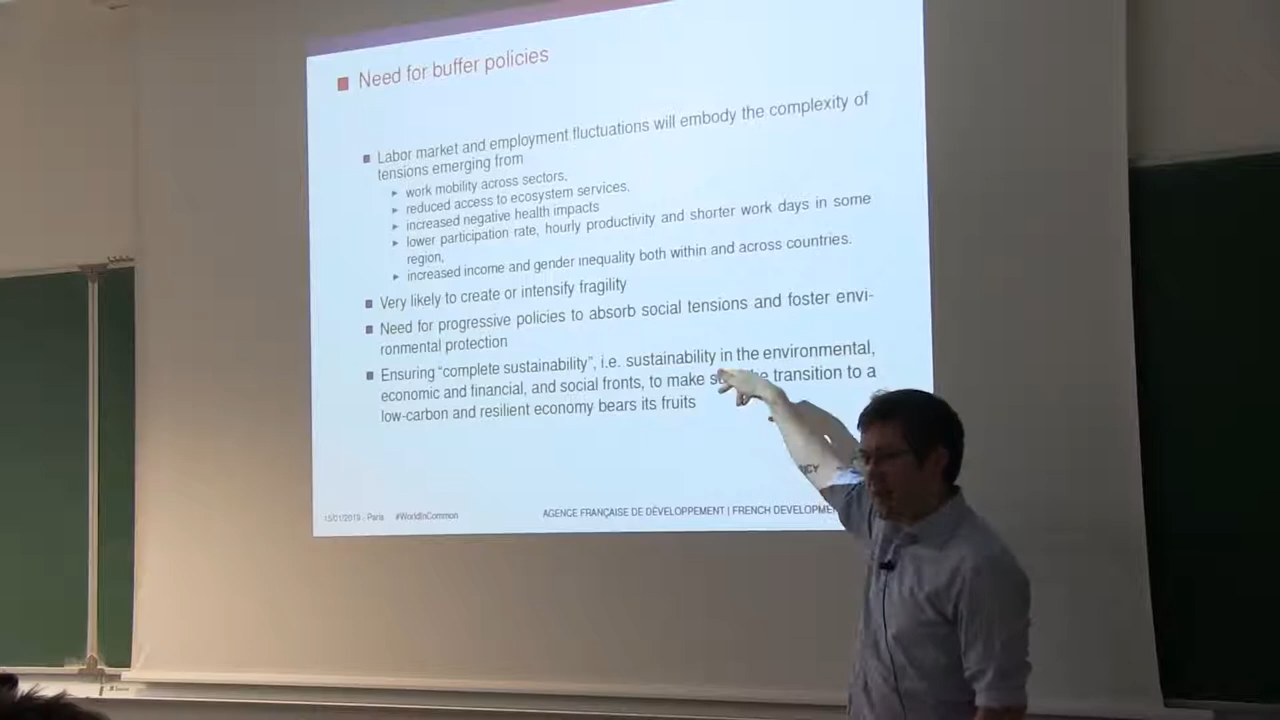 Need for buffer policies
Labor market and employment fluctuations will embody the complexity of
tensions emerging from
work mobility across sectors,
reduced access to ecosystem services,
increased negative health impacts
lower participation rate, hourly productivity and shorter work days in some
region,
increased income and gender inequality both within and across countries.
Very likely to create or intensify fragility
Need for progressive policies to absorb social tensions and foster envi-
ronmental protection
Ensuring “complete sustainability”, i.e. sustainability in the environmental,
economic and financial, and social fronts, to make transition to a
low-carbon and resilient economy bears its fruits
15/01/2019 - Paris #WorldInCommon AGENCE FRANÇAISE DE DÉVELOPPEMENT | FRENCH